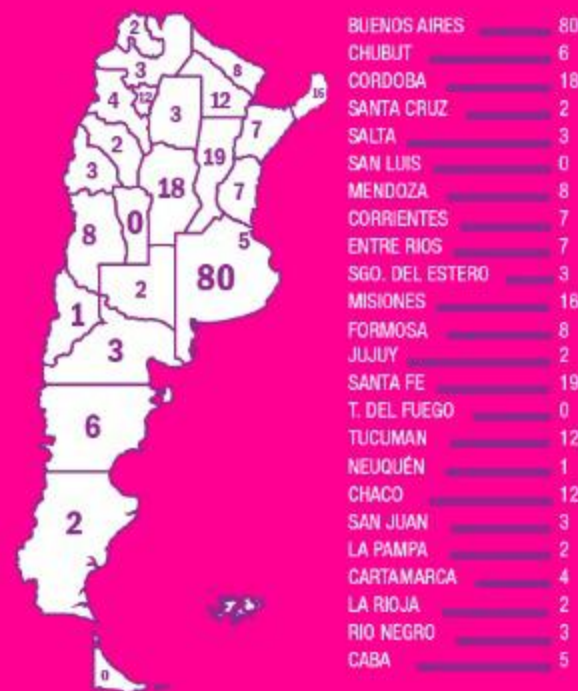 2
3
8
16
4
12
12
3
7
2
19
3
18
7
8
0
5
80
2
1
3
6
2
0
BUENOS AIRES 80
CHUBUT 6
CORDOBA 18
SANTA CRUZ 2
SALTA 3
SAN LUIS 0
MENDOZA 8
CORRIENTES 7
ENTRE RIOS 7
SGO. DEL ESTERO 3
MISIONES 16
FORMOSA 8
JUJUY 2
SANTA FE 19
T. DEL FUEGO 0
TUCUMAN 12
NEUQUÉN 1
CHACO 12
SAN JUAN 3
LA PAMPA 2
CARTAMARCA 4
LA RIOJA 2
RIO NEGRO 3
CABA 5